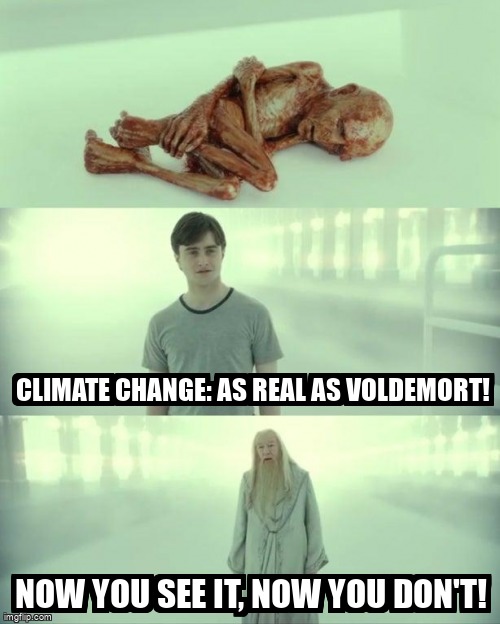 CLIMATE CHANGE: AS REAL AS VOLDEMORT!
NOW YOU SEE IT, NOW YOU DON'T!
imgflip.com